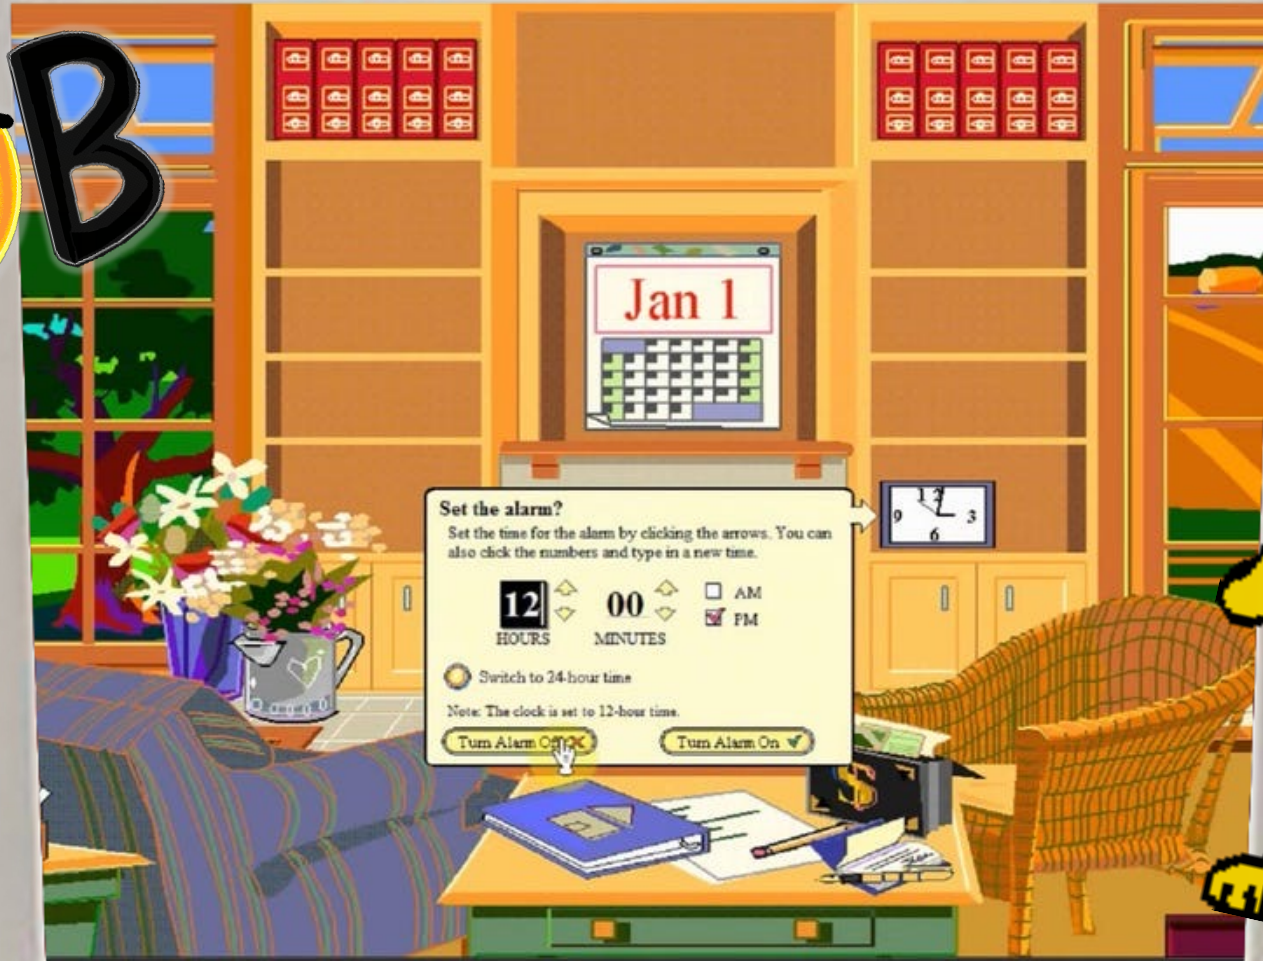 B
Jan 1
12
9 3
6
Set the alarm?
Set the time for the alarm by clicking the arrows. You can
also click the numbers and type in a new time.
12 00
AM
PM
HOURS MINUTES
Switch to 24-hour time
Note: The clock is set to 12-hour time.
Turn Alarm Off Turn Alarm On
$